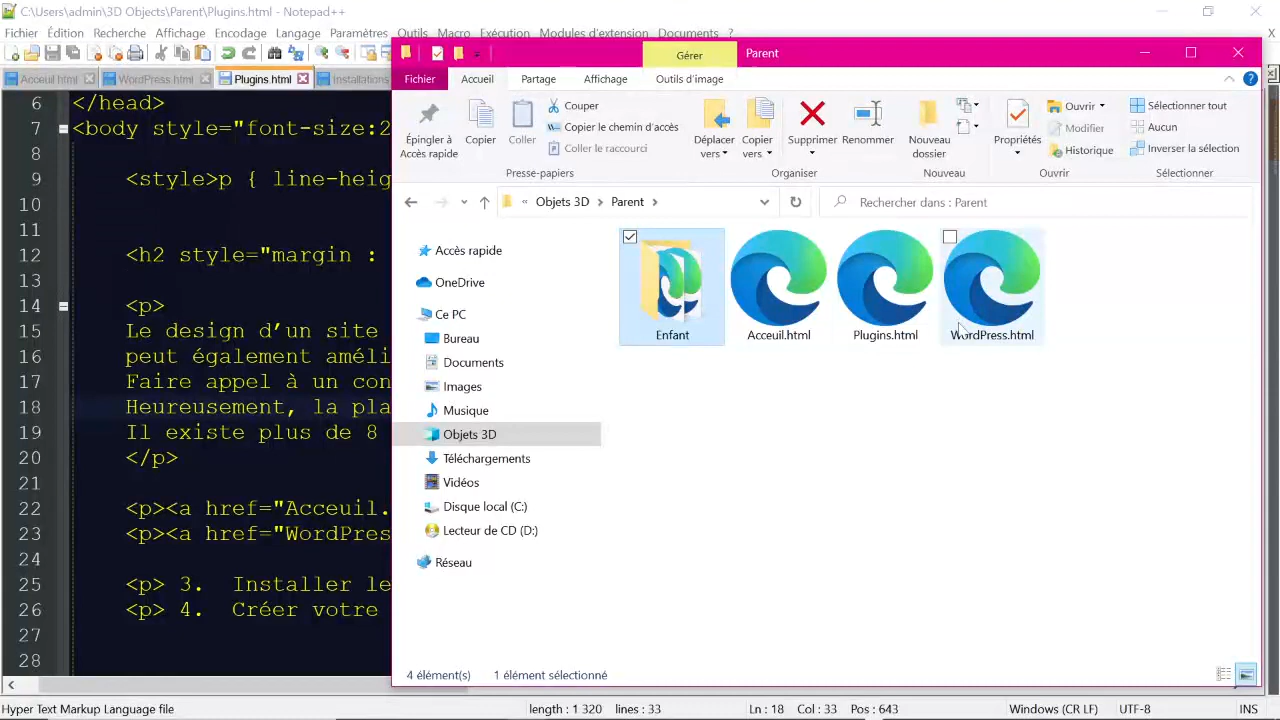 C:\Users\admin\3D Objects\Parent\Plugins.html - Notepad++
Fichier Édition Recherche Affichage Encodage Langage Paramètres Outils Macro Exécution Modules d'extension Documents
Gérer Parent
Acceuil.html WordPress.html Plugins.html Installations
Fichier Accueil Partage Affichage Outils d'image
Épingler à Accès rapide
Copier
Coller
Couper
Copier le chemin d'accès
Coller le raccourci
Presse-papiers
Déplacer vers
Copier vers
Supprimer
Renommer
Organiser
Nouveau dossier
Nouveau
Propriétés
Ouvrir
Modifier
Historique
Ouvrir
Sélectionner tout
Aucun
Inverser la sélection
Sélectionner
« Objets 3D > Parent >
Rechercher dans : Parent
Accès rapide
OneDrive
Ce PC
Bureau
Documents
Images
Musique
Objets 3D
Téléchargements
Vidéos
Disque local (C:)
Lecteur de CD (D:)
Réseau
Enfant
Acceuil.html
Plugins.html
WordPress.html
4 élément(s) 1 élément sélectionné
6 </head>
7 <body style="font-size:2
8
9 <style>p { line-heig
10
11
12 <h2 style="margin :
13
14 <p>
15 Le design d’un site
16 peut également améli
17 Faire appel à un con
18 Heureusement, la pla
19 Il existe plus de 8
20 </p>
21
22 <p><a href="Acceuil.
23 <p><a href="WordPres
24
25 <p> 3. Installer le
26 <p> 4. Créer votre
27
28
Hyper Text Markup Language file length : 1 320 lines : 33 Ln : 18 Col : 33 Pos : 643 Windows (CR LF) UTF-8 INS